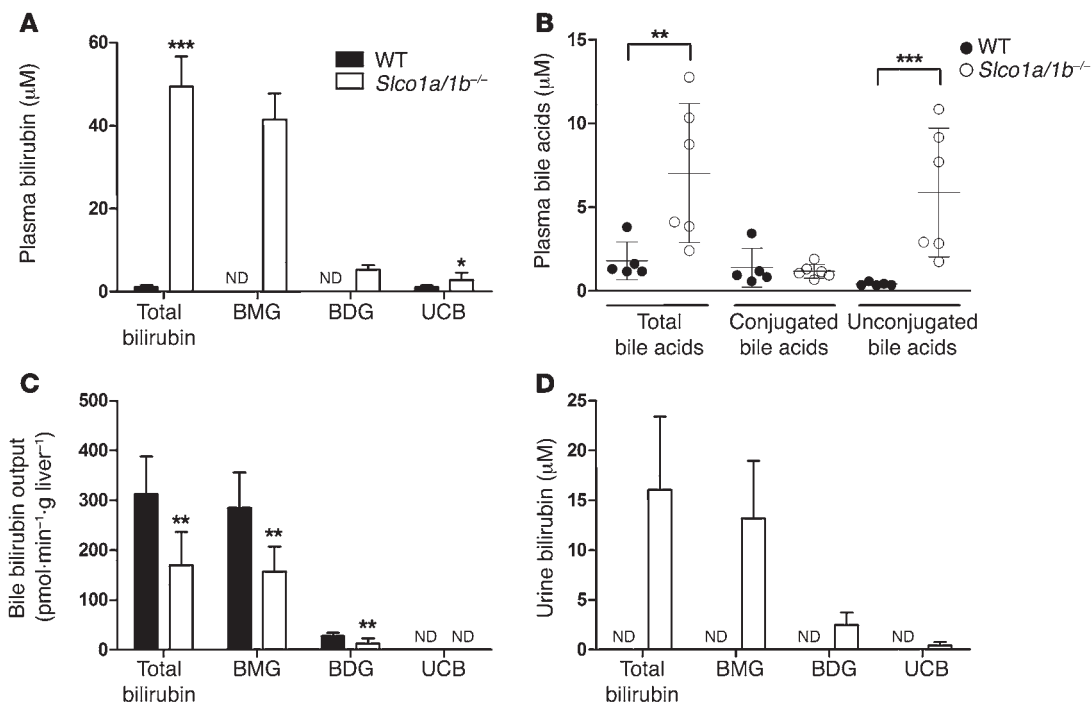 A
Plasma bilirubin (μM)
60
40
20
0
***
*
ND
ND
WT
Slco1a/1b–/–
Total
bilirubin
BMG
BDG
UCB
B
Plasma bile acids (μM)
15
10
5
0
**
***
WT
Slco1a/1b–/–
Total
bile acids
Conjugated
bile acids
Unconjugated
bile acids
C
Bile bilirubin output
(pmol·min–1·g liver–1)
500
400
300
200
100
0
**
**
**
ND ND
Total
bilirubin
BMG
BDG
UCB
D
Urine bilirubin (μM)
25
20
15
10
5
0
ND
ND
ND
ND
Total
bilirubin
BMG
BDG
UCB